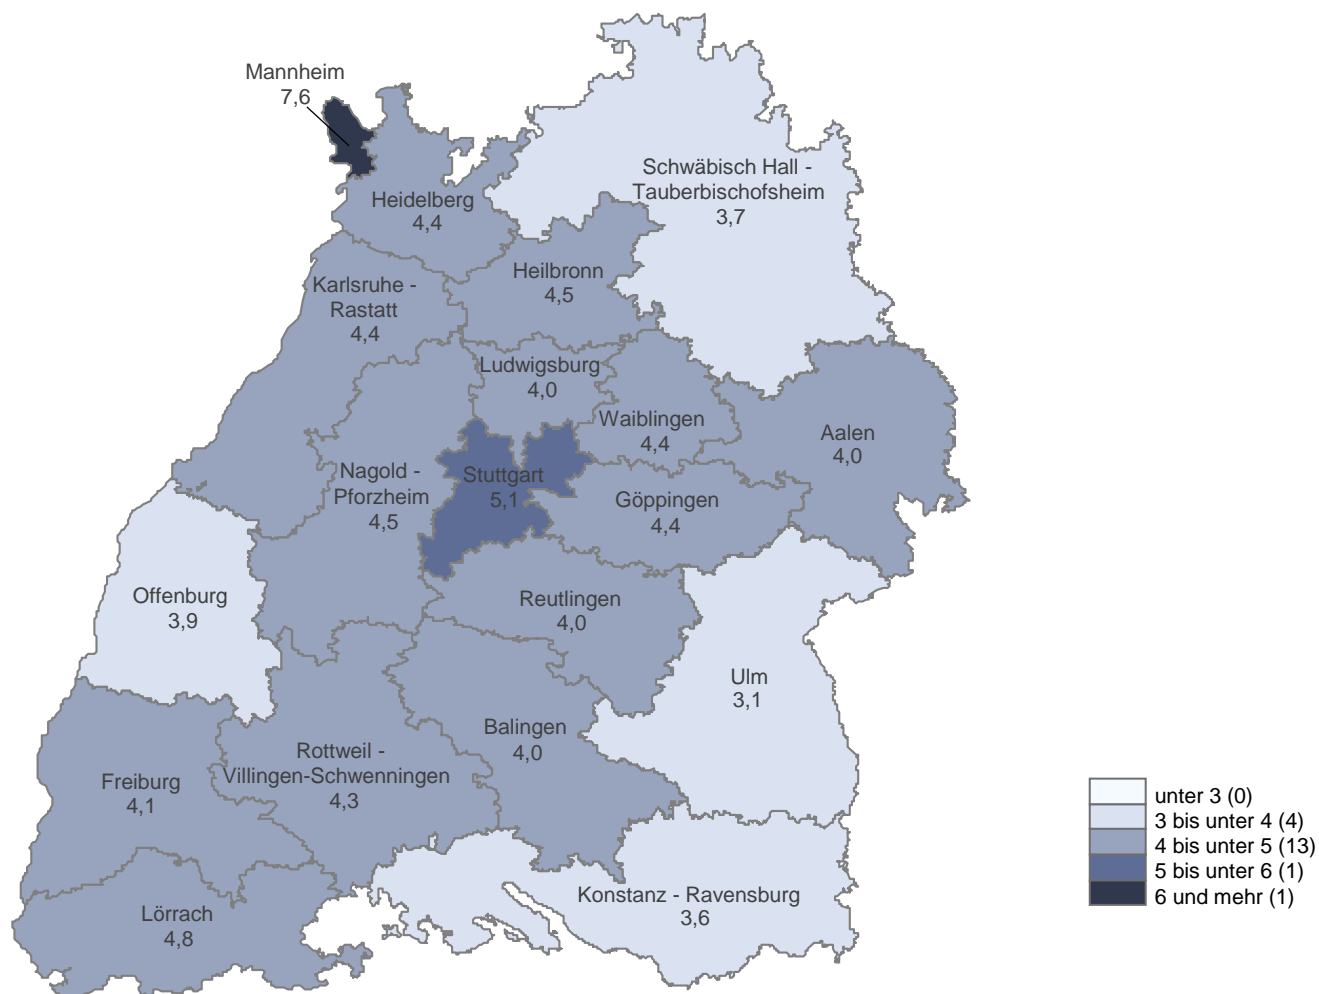 Mannheim
7,6
Schwäbisch Hall -
Tauberbischofsheim
3,7
Heidelberg
4,4
Heilbronn
4,5
Karlsruhe -
Rastatt
4,4
Ludwigsburg
4,0
Waiblingen
4,4
Aalen
4,0
Nagold -
Pforzheim
4,5
Stuttgart
5,1
Göppingen
4,4
Offenburg
3,9
Reutlingen
4,0
Ulm
3,1
Balingen
4,0
Rottweil -
Villingen-Schwenningen
4,3
Freiburg
4,1
Konstanz - Ravensburg
3,6
Lörrach
4,8
unter 3 (0)
3 bis unter 4 (4)
4 bis unter 5 (13)
5 bis unter 6 (1)
6 und mehr (1)